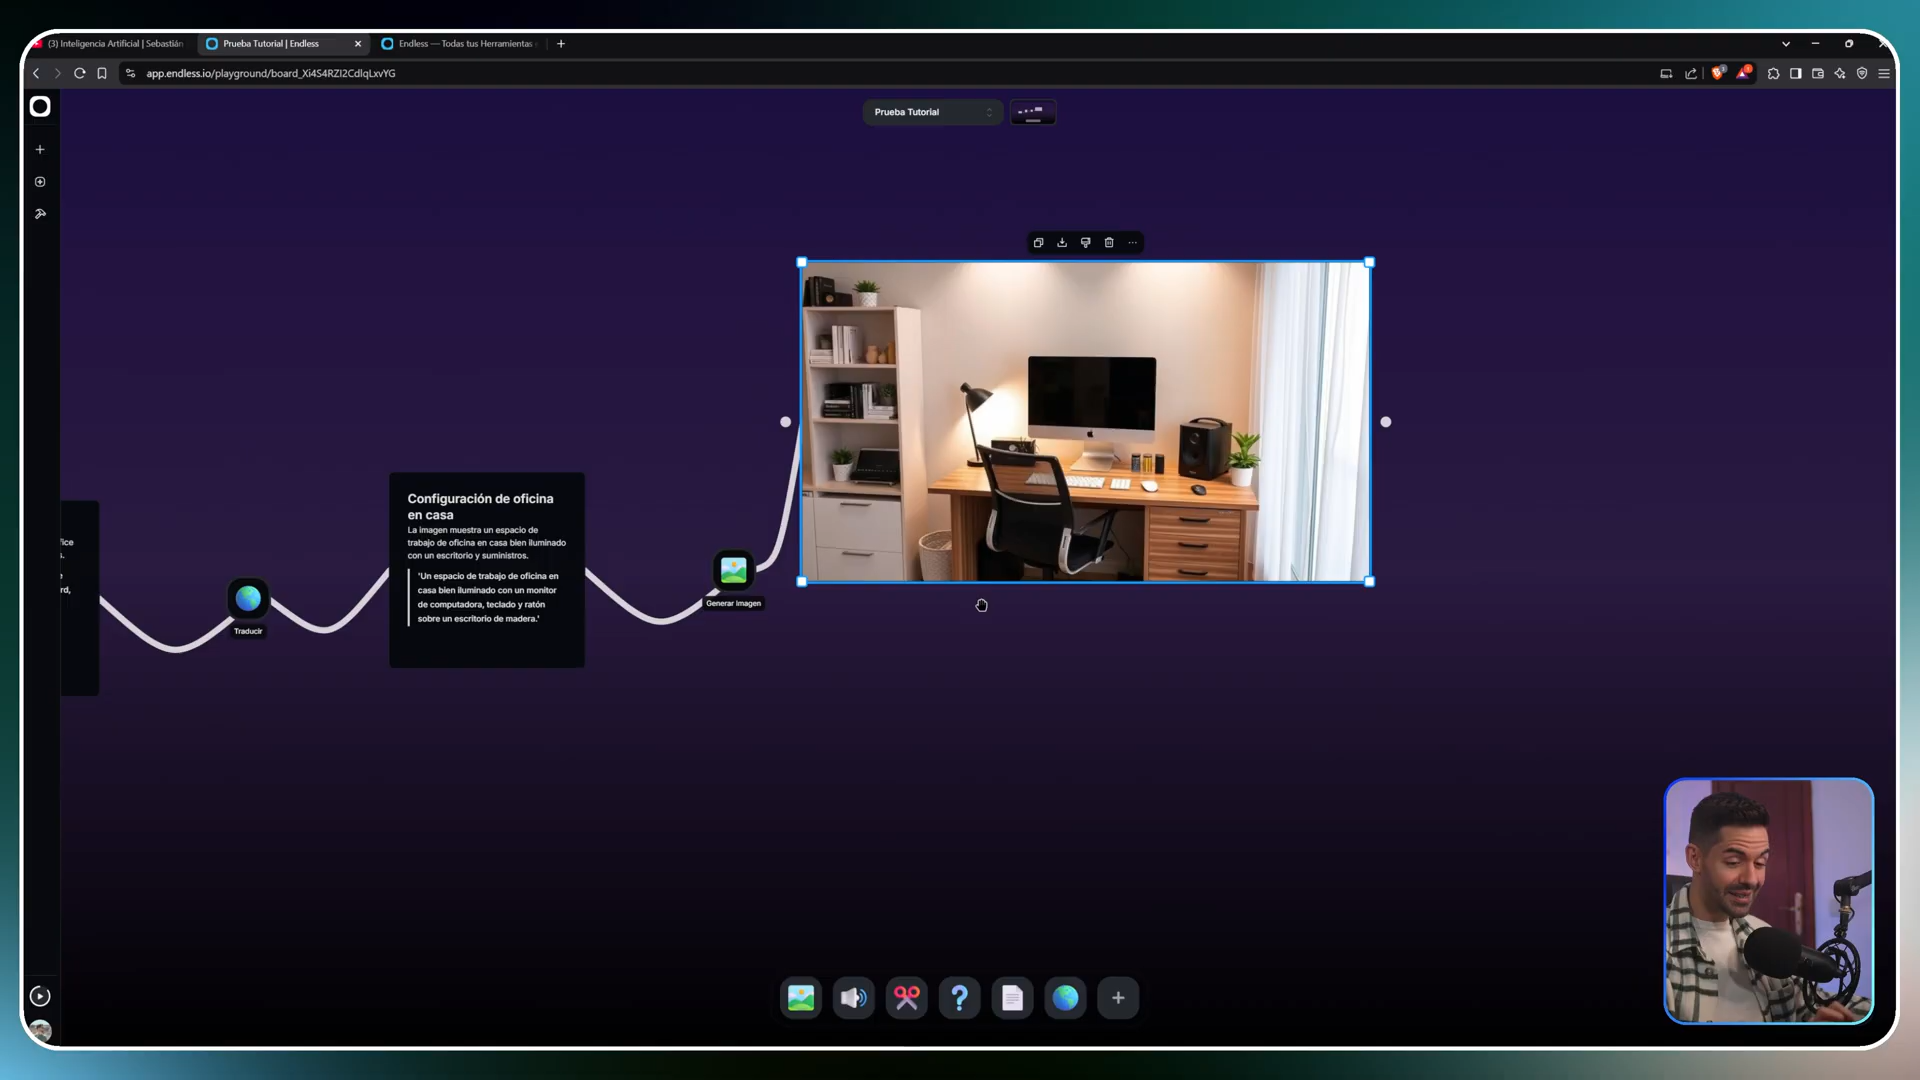 (3) Inteligencia Artificial | Sebastián
Prueba Tutorial | Endless
Endless — Todas tus Herramientas
app.endless.io/playground/board_Xi4S4RZI2CdlqLxvYG
Prueba Tutorial
fice
s.
e
rd,
Traducir
Configuración de oficina
en casa
La imagen muestra un espacio de
trabajo de oficina en casa bien iluminado
con un escritorio y suministros.
'Un espacio de trabajo de oficina en
casa bien iluminado con un monitor
de computadora, teclado y ratón
sobre un escritorio de madera.'
Generar Imagen